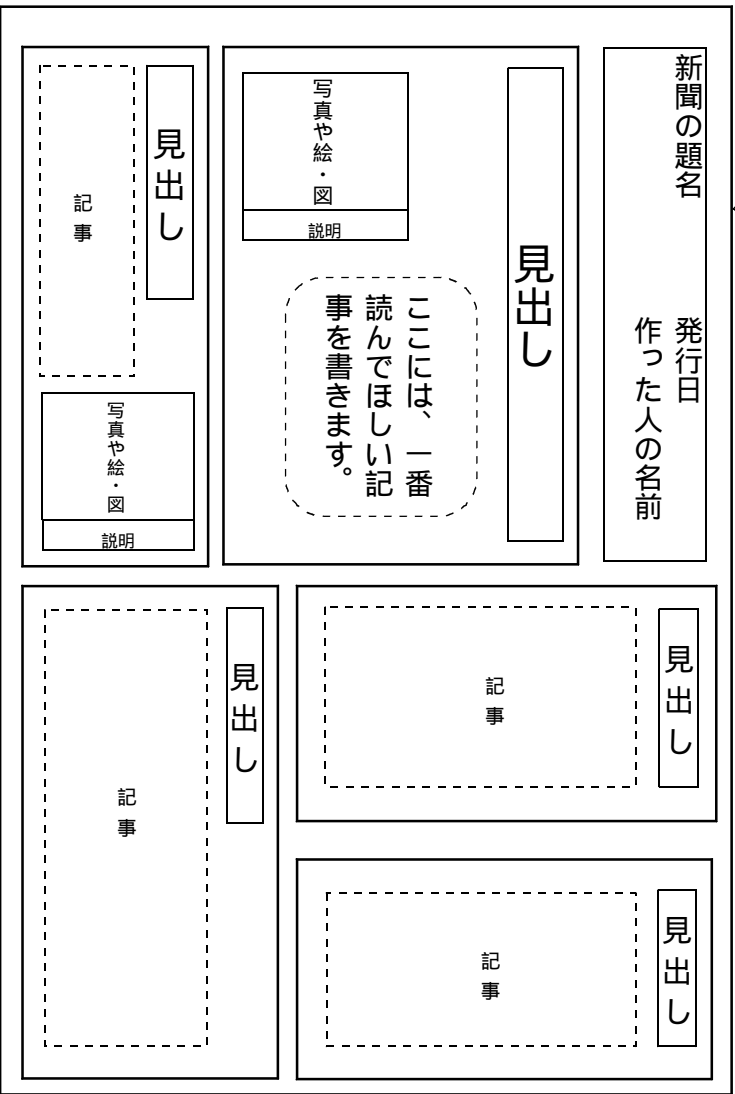 新聞の題名
発行日
作った人の名前
見出し
ここには、一番
読んでほしい記
事を書きます。
写真や絵・図
説明
見出し
記事
写真や絵・図
説明
見出し
記事
見出し
記事
見出し
記事